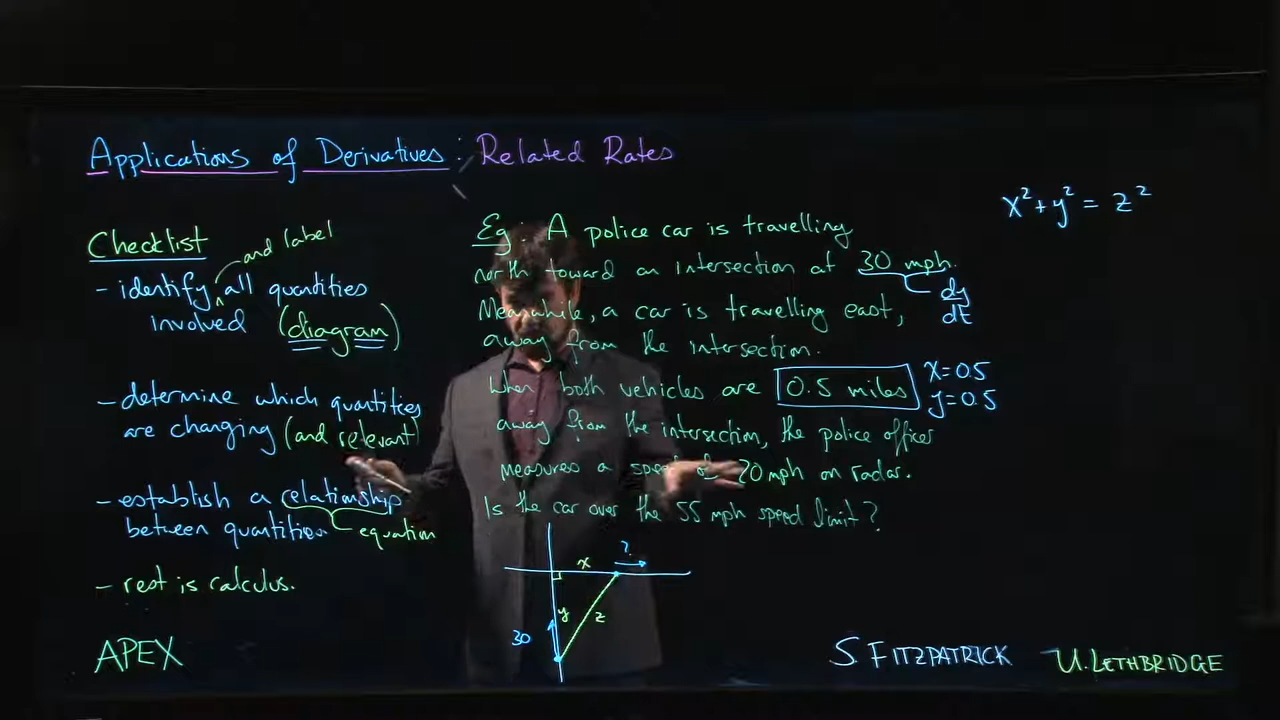 Applications of Derivatives: Related Rates
x² + y² = z²
Checklist
- identify and label all quantities
involved (diagram)
- determine which quantities
are changing (and relevant)
- establish a relationship
between quantities equation
- rest is calculus.
Eg: A police car is travelling
north toward an intersection at 30 mph.
dy/dt
Meanwhile, a car is travelling east,
away from the intersection.
When both vehicles are 0.5 miles
x=0.5
y=0.5
away from the intersection, the police officer
measures a speed of 20 mph on radar.
Is the car over the 55 mph speed limit?
?
x
y
z
30
APEX
S. FITZPATRICK U. LETHBRIDGE